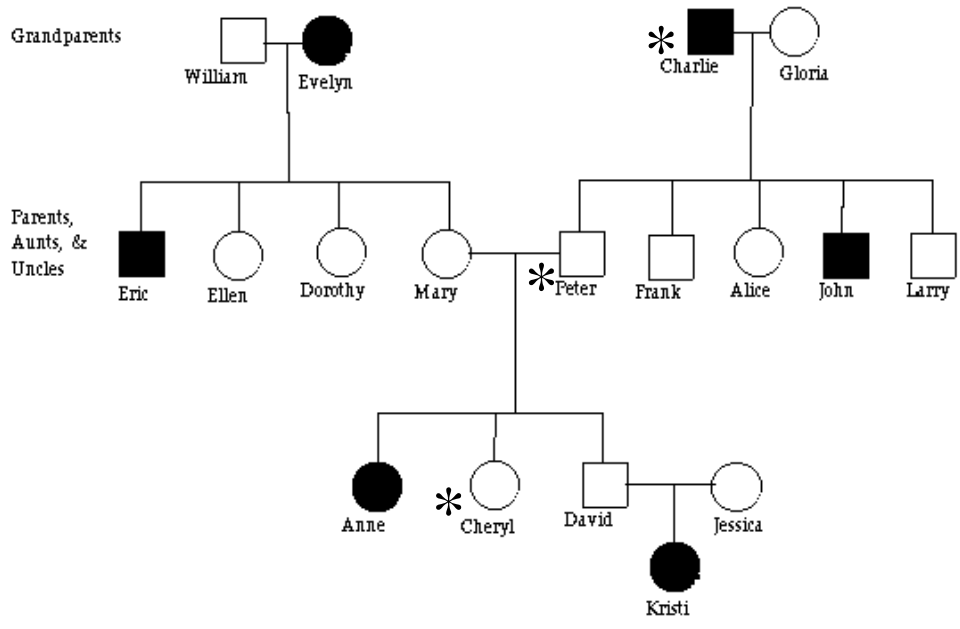 Grandparents
William
Evelyn
*
Charlie
Gloria
Parents,
Aunts, &
Uncles
Eric
Ellen
Dorothy
Mary
*
Peter
Frank
Alice
John
Larry
Anne
*
Cheryl
David
Jessica
Kristi